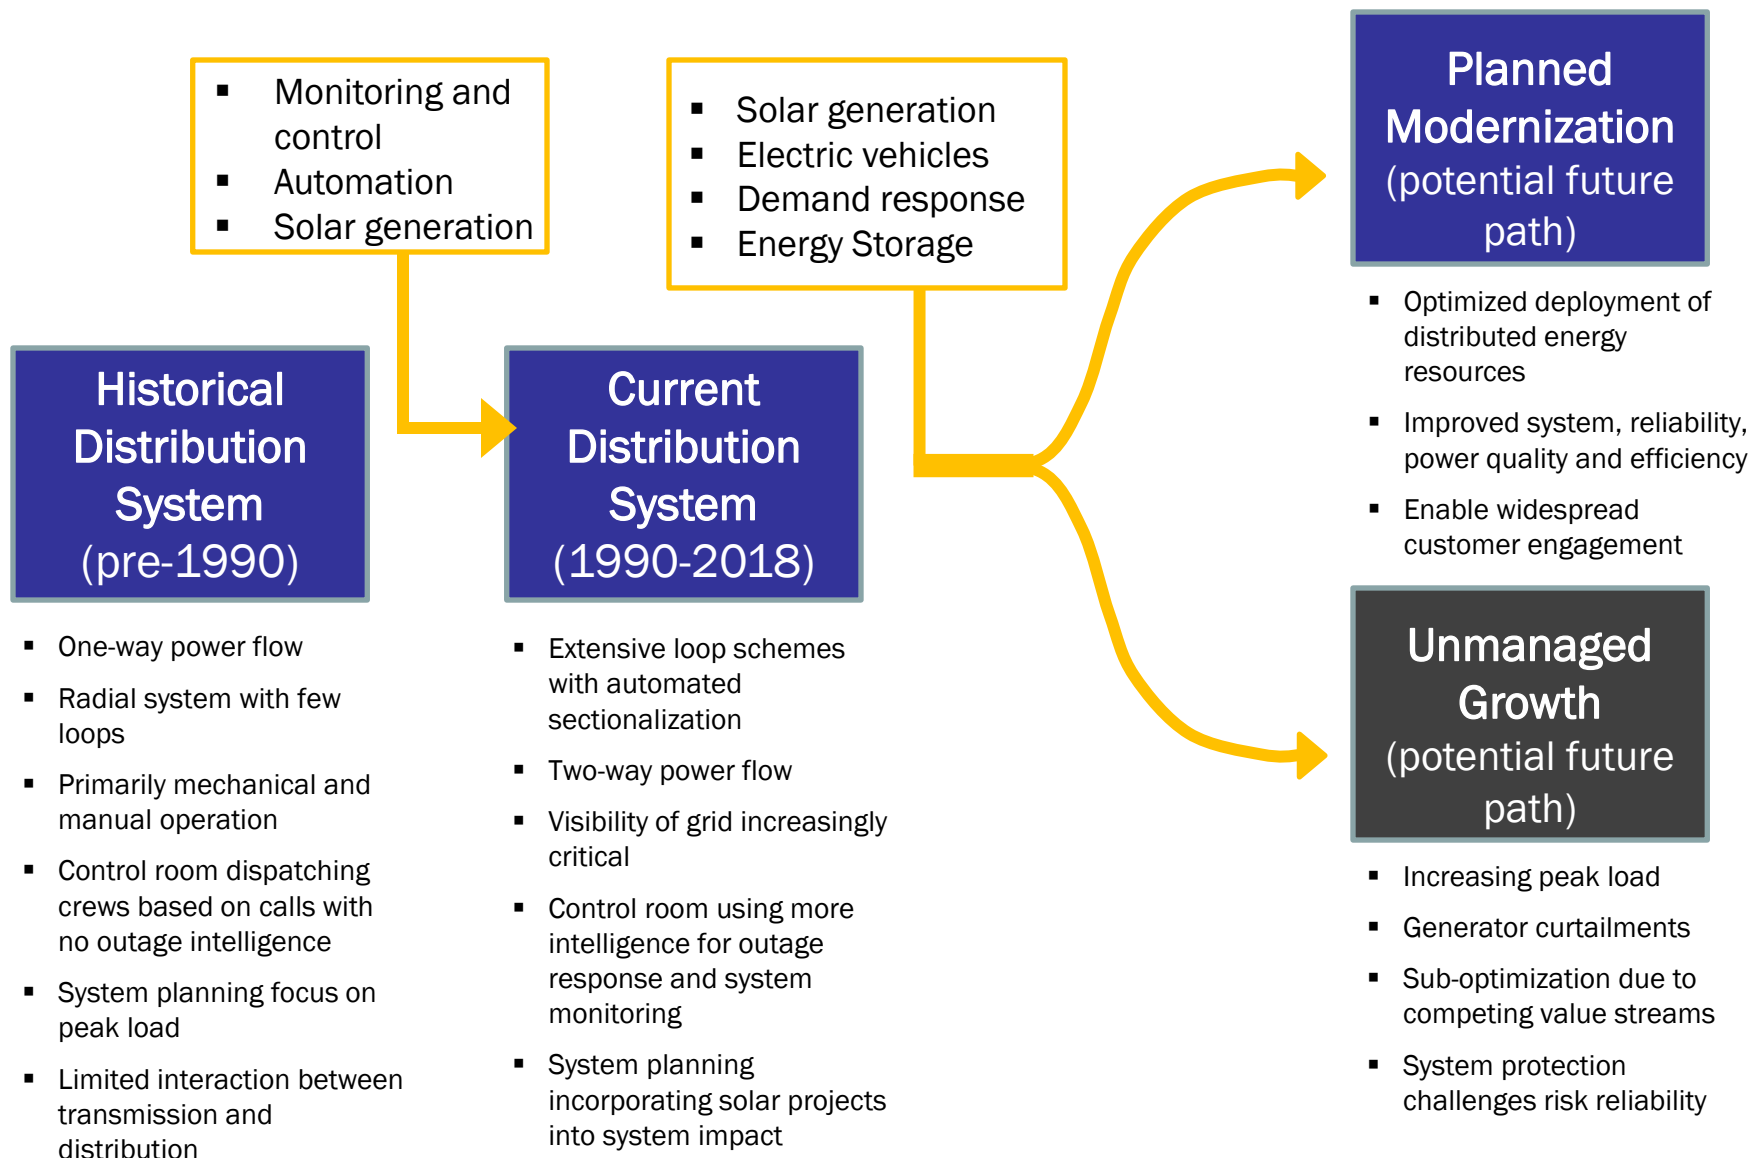 ▪ Monitoring and
control
▪ Automation
▪ Solar generation
▪ Solar generation
▪ Electric vehicles
▪ Demand response
▪ Energy Storage
Historical
Distribution
System
(pre-1990)
▪ One-way power flow
▪ Radial system with few
loops
▪ Primarily mechanical and
manual operation
▪ Control room dispatching
crews based on calls with
no outage intelligence
▪ System planning focus on
peak load
▪ Limited interaction between
transmission and
distribution
Current
Distribution
System
(1990-2018)
▪ Extensive loop schemes
with automated
sectionalization
▪ Two-way power flow
▪ Visibility of grid increasingly
critical
▪ Control room using more
intelligence for outage
response and system
monitoring
▪ System planning
incorporating solar projects
into system impact
Planned
Modernization
(potential future
path)
▪ Optimized deployment of
distributed energy
resources
▪ Improved system, reliability,
power quality and efficiency
▪ Enable widespread
customer engagement
Unmanaged
Growth
(potential future
path)
▪ Increasing peak load
▪ Generator curtailments
▪ Sub-optimization due to
competing value streams
▪ System protection
challenges risk reliability